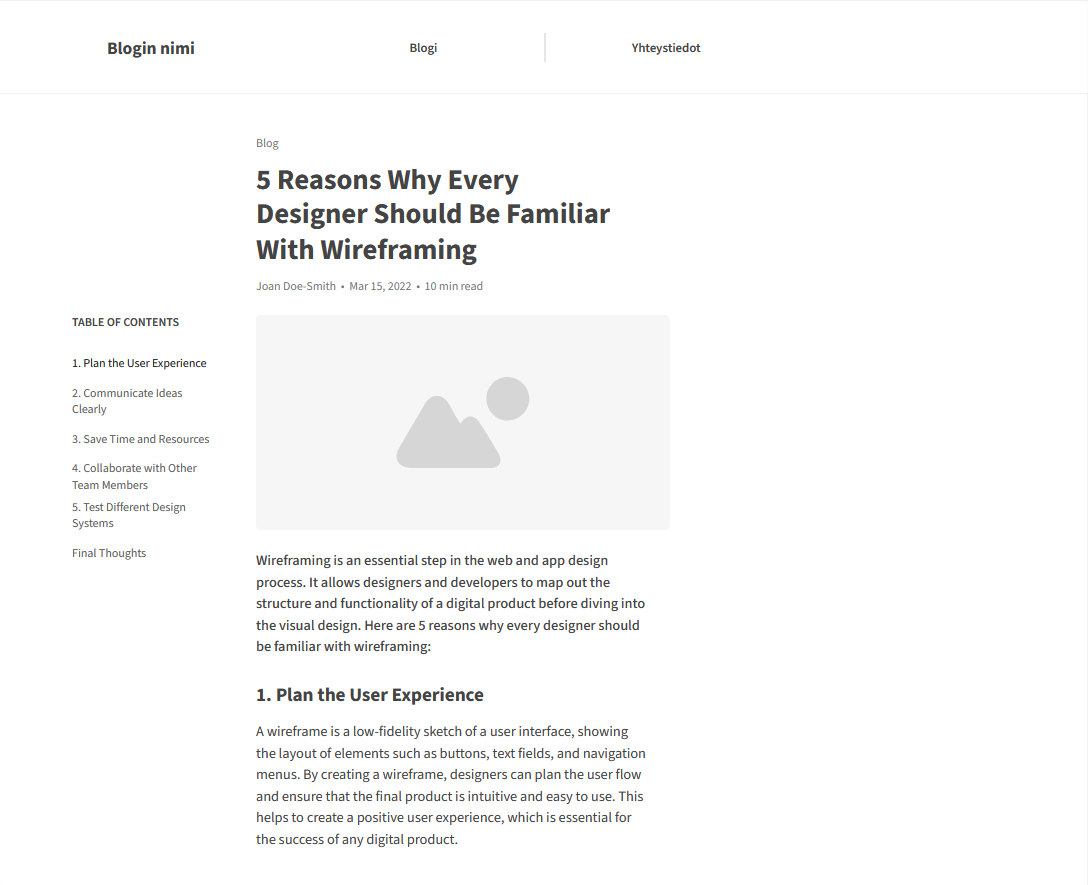 Blogin nimi
Blogi
Yhteystiedot
Blog
5 Reasons Why Every
Designer Should Be Familiar
With Wireframing
Joan Doe-Smith • Mar 15, 2022 • 10 min read
TABLE OF CONTENTS
1. Plan the User Experience
2. Communicate Ideas
Clearly
3. Save Time and Resources
4. Collaborate with Other
Team Members
5. Test Different Design
Systems
Final Thoughts
Wireframing is an essential step in the web and app design
process. It allows designers and developers to map out the
structure and functionality of a digital product before diving into
the visual design. Here are 5 reasons why every designer should
be familiar with wireframing:
1. Plan the User Experience
A wireframe is a low-fidelity sketch of a user interface, showing
the layout of elements such as buttons, text fields, and navigation
menus. By creating a wireframe, designers can plan the user flow
and ensure that the final product is intuitive and easy to use. This
helps to create a positive user experience, which is essential for
the success of any digital product.